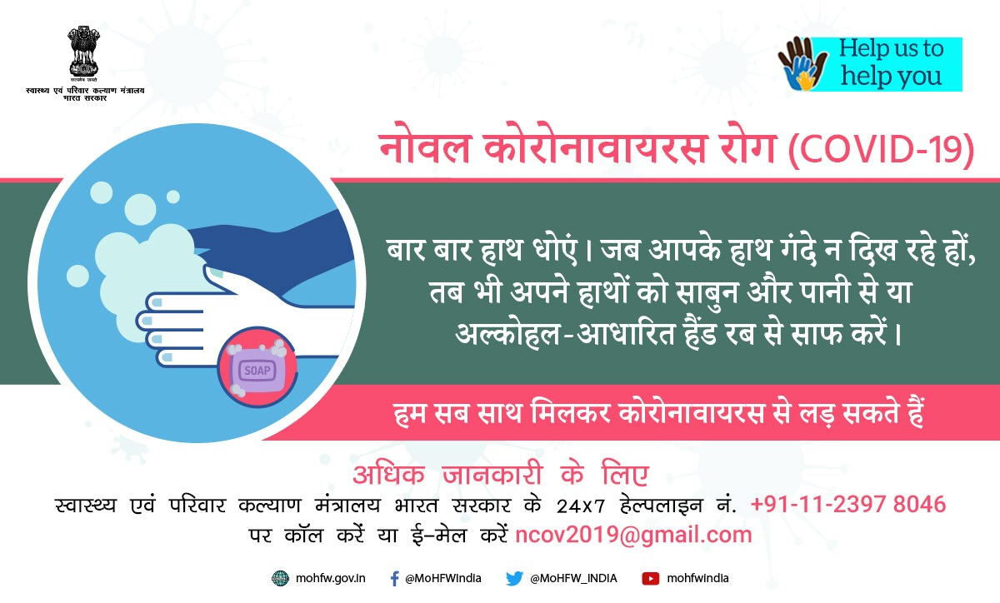 सत्यमेव जयते
स्वास्थ्य एवं परिवार कल्याण मंत्रालय
भारत सरकार
Help us to
help you
नोवल कोरोनावायरस रोग (COVID-19)
बार बार हाथ धोएं। जब आपके हाथ गंदे न दिख रहे हों,
तब भी अपने हाथों को साबुन और पानी से या
अल्कोहल-आधारित हैंड रब से साफ करें।
SOAP
हम सब साथ मिलकर कोरोनावायरस से लड़ सकते हैं
अधिक जानकारी के लिए
स्वास्थ्य एवं परिवार कल्याण मंत्रालय भारत सरकार के 24x7 हेल्पलाइन नं. +91-11-2397 8046
पर कॉल करें या ई-मेल करें ncov2019@gmail.com
mohfw.gov.in @MoHFWIndia @MoHFW_INDIA mohfwindia